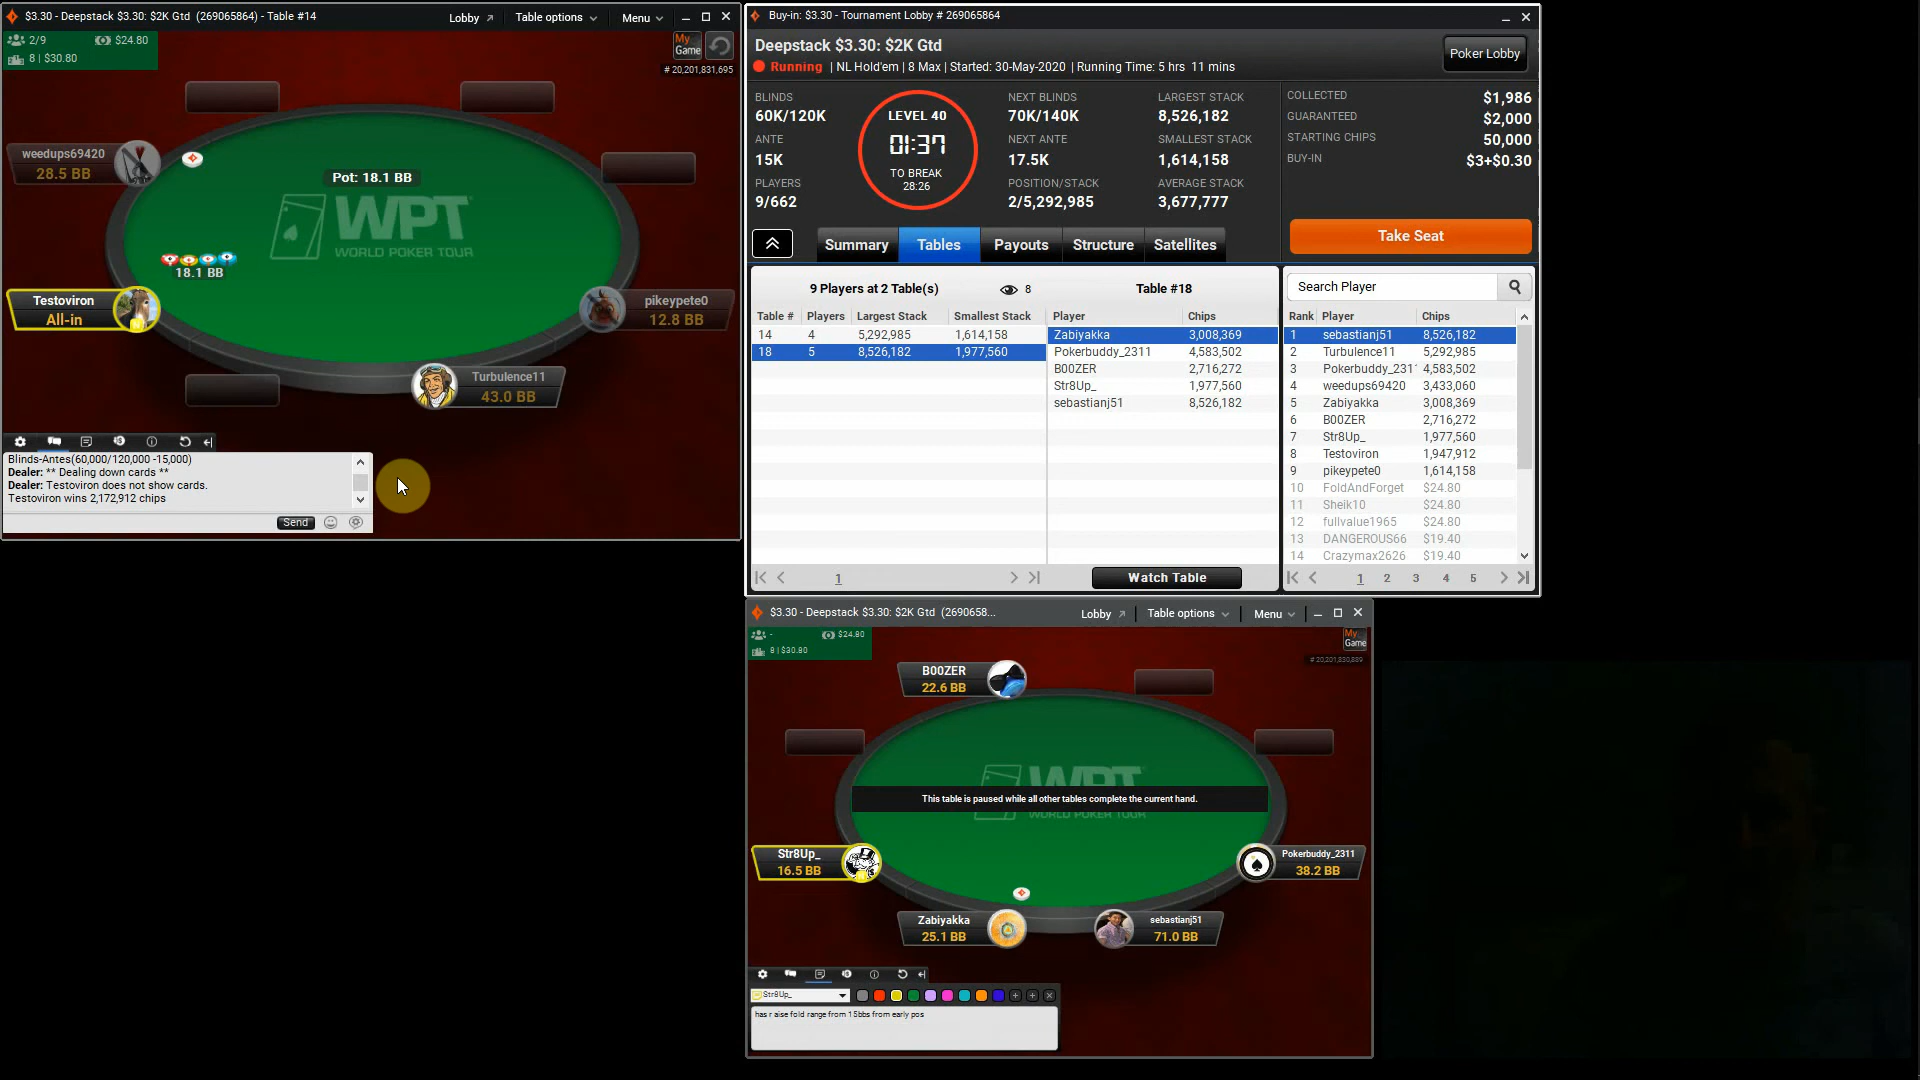 $3.30 - Deepstack $3.30: $2K Gtd (269065864) - Table #14
Lobby
Table options
Menu
2/9
$24.80
8 | $30.80
My Game
# 20,201,831,695
weedups69420
28.5 BB
Pot: 18.1 BB
WPT
WORLD POKER TOUR
18.1 BB
Testoviron
All-in
pikeypete0
12.8 BB
Turbulence11
43.0 BB
Blinds-Antes(60,000/120,000 -15,000)
Dealer: ** Dealing down cards **
Dealer: Testoviron does not show cards.
Testoviron wins 2,172,912 chips
Send
Buy-in: $3.30 - Tournament Lobby # 269065864
Deepstack $3.30: $2K Gtd
Poker Lobby
Running | NL Hold'em | 8 Max | Started: 30-May-2020 | Running Time: 5 hrs 11 mins
BLINDS
60K/120K
ANTE
15K
PLAYERS
9/662
LEVEL 40
01:37
TO BREAK
28:26
NEXT BLINDS
70K/140K
NEXT ANTE
17.5K
POSITION/STACK
2/5,292,985
LARGEST STACK
8,526,182
SMALLEST STACK
1,614,158
AVERAGE STACK
3,677,777
COLLECTED $1,986
GUARANTEED $2,000
STARTING CHIPS 50,000
BUY-IN $3+$0.30
Take Seat
Summary
Tables
Payouts
Structure
Satellites
9 Players at 2 Table(s)
8
Table #18
Table # Players Largest Stack Smallest Stack
14 4 5,292,985 1,614,158
18 5 8,526,182 1,977,560
Player Chips
Zabiyakka 3,008,369
Pokerbuddy_2311 4,583,502
B00ZER 2,716,272
Str8Up_ 1,977,560
sebastianj51 8,526,182
Search Player
Rank Player Chips
1 sebastianj51 8,526,182
2 Turbulence11 5,292,985
3 Pokerbuddy_231 4,583,502
4 weedups69420 3,433,060
5 Zabiyakka 3,008,369
6 B00ZER 2,716,272
7 Str8Up_ 1,977,560
8 Testoviron 1,947,912
9 pikeypete0 1,614,158
10 FoldAndForget $24.80
11 Sheik10 $24.80
12 fullvalue1965 $24.80
13 DANGEROUS66 $19.40
14 Crazymax2626 $19.40
1
Watch Table
1 2 3 4 5
$3.30 - Deepstack $3.30: $2K Gtd (2690658...
Lobby
Table options
Menu
-
$24.80
8 | $30.80
My Game
# 20,201,830,889
B00ZER
22.6 BB
WPT
This table is paused while all other tables complete the current hand.
WORLD POKER TOUR
Str8Up_
16.5 BB
Pokerbuddy_2311
38.2 BB
Zabiyakka
25.1 BB
sebastianj51
71.0 BB
Str8Up_
has r aise fold range from 15bbs from early pos